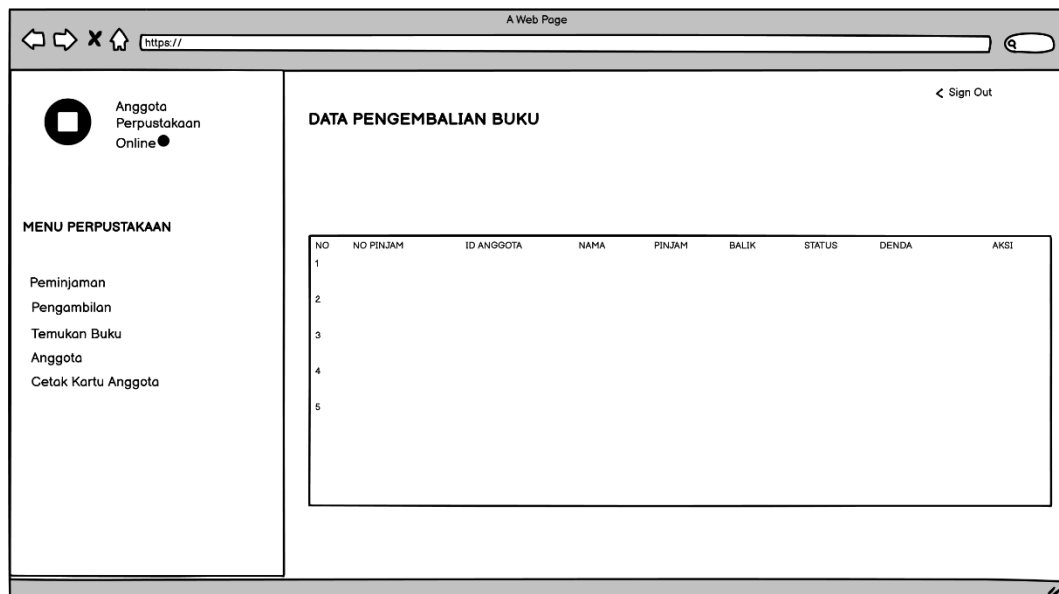 A Web Page
https://
Anggota
Perpustakaan
Online
< Sign Out
DATA PENGEMBALIAN BUKU
MENU PERPUSTAKAAN
Peminjaman
Pengambilan
Temukan Buku
Anggota
Cetak Kartu Anggota
NO NO PINJAM ID ANGGOTA NAMA PINJAM BALIK STATUS DENDA AKSI
1
2
3
4
5